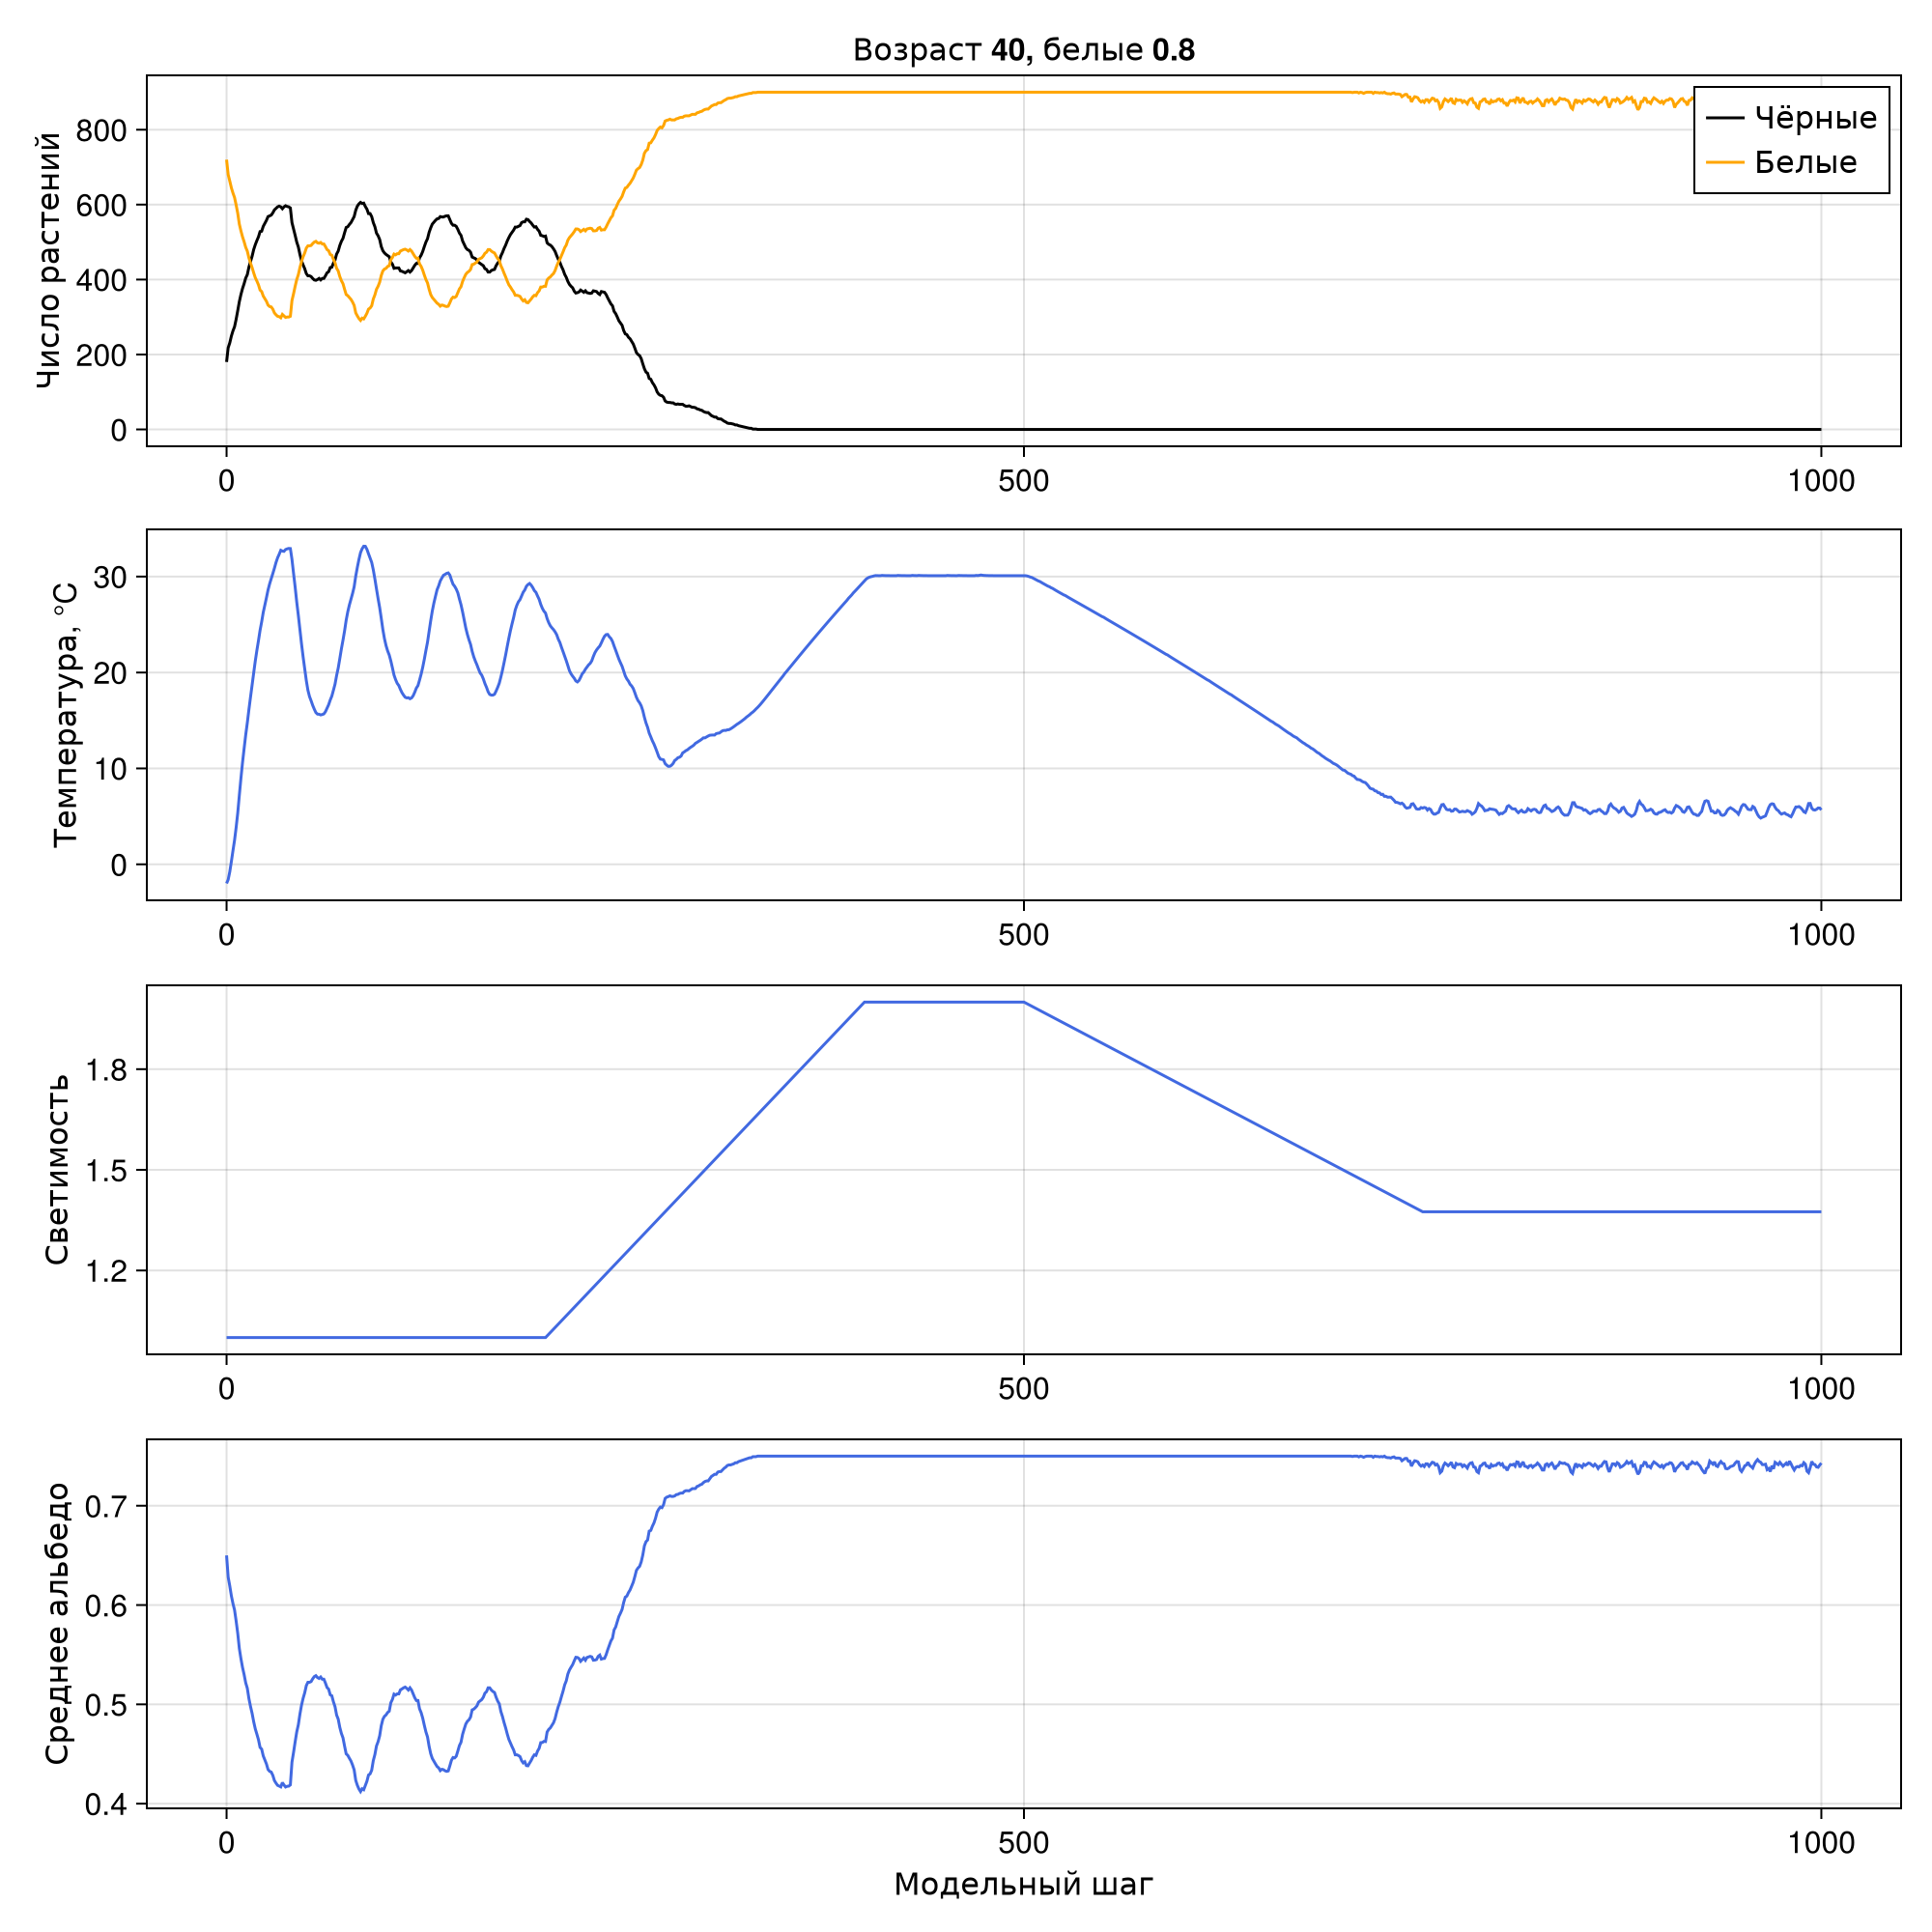 Возраст 40, белые 0.8
Число растений
800
600
400
200
0
Чёрные
Белые
0 500 1000
Температура, °C
30
20
10
0
0 500 1000
Светимость
1.8
1.5
1.2
0 500 1000
Среднее альбедо
0.7
0.6
0.5
0.4
0 500 1000
Модельный шаг